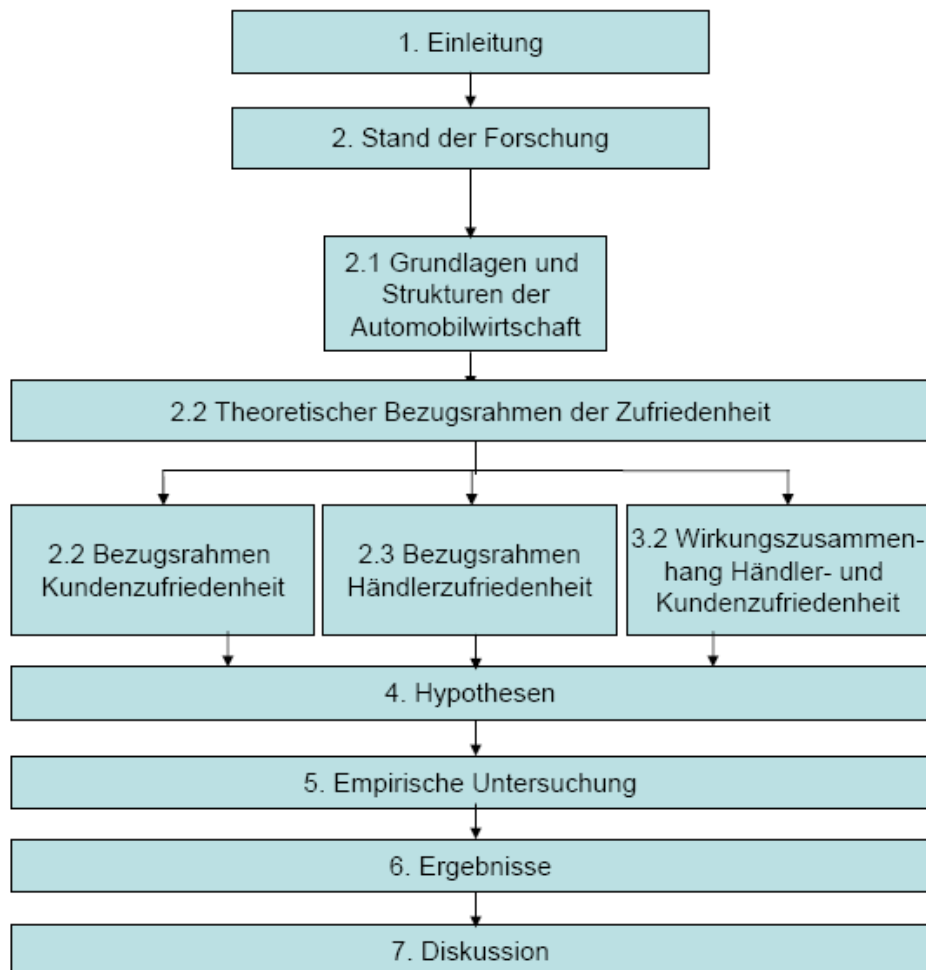 1. Einleitung
2. Stand der Forschung
2.1 Grundlagen und
Strukturen der
Automobilwirtschaft
2.2 Theoretischer Bezugsrahmen der Zufriedenheit
2.2 Bezugsrahmen
Kundenzufriedenheit
2.3 Bezugsrahmen
Händlerzufriedenheit
3.2 Wirkungszusammen-
hang Händler- und
Kundenzufriedenheit
4. Hypothesen
5. Empirische Untersuchung
6. Ergebnisse
7. Diskussion